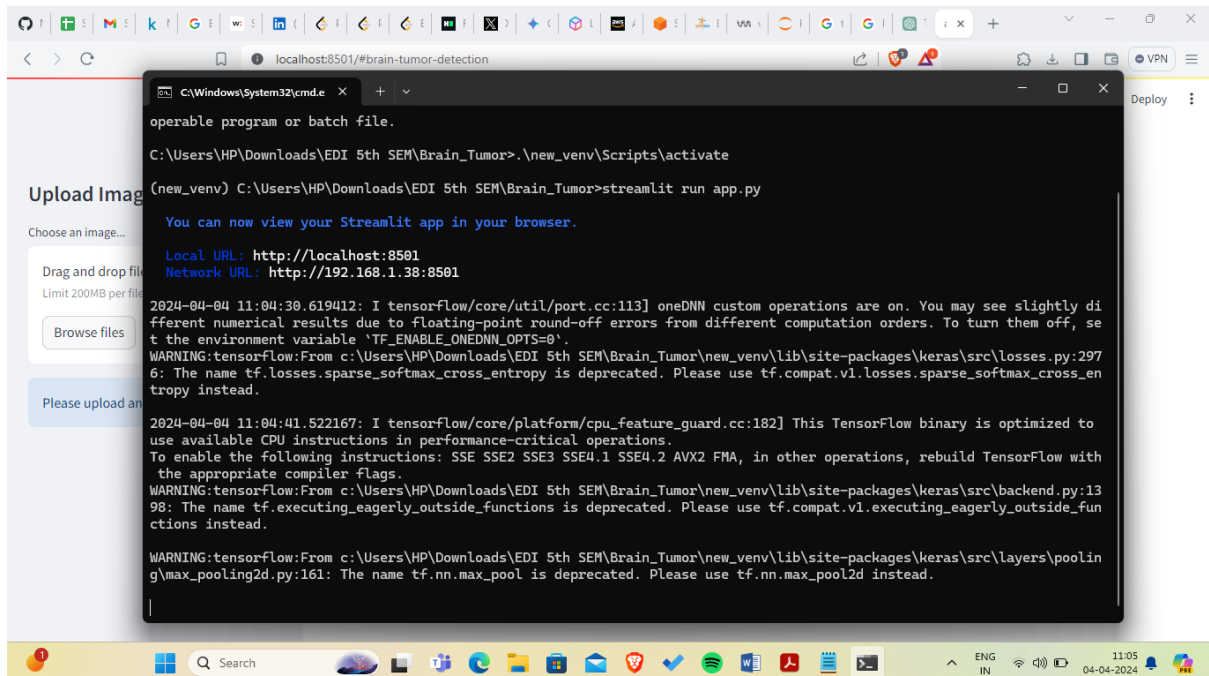 localhost:8501/#brain-tumor-detection
VPN
C:\Windows\System32\cmd.e
Deploy
operable program or batch file.
C:\Users\HP\Downloads\EDI 5th SEM\Brain_Tumor>.\new_venv\Scripts\activate
(new_venv) C:\Users\HP\Downloads\EDI 5th SEM\Brain_Tumor>streamlit run app.py
Upload Imag
You can now view your Streamlit app in your browser.
Choose an image...
Local URL: http://localhost:8501
Drag and drop file
Network URL: http://192.168.1.38:8501
Limit 200MB per file
2024-04-04 11:04:30.619412: I tensorflow/core/util/port.cc:113] oneDNN custom operations are on. You may see slightly di
fferent numerical results due to floating-point round-off errors from different computation orders. To turn them off, se
Browse files
t the environment variable `TF_ENABLE_ONEDNN_OPTS=0`.
WARNING:tensorflow:From c:\Users\HP\Downloads\EDI 5th SEM\Brain_Tumor\new_venv\lib\site-packages\keras\src\losses.py:297
6: The name tf.losses.sparse_softmax_cross_entropy is deprecated. Please use tf.compat.v1.losses.sparse_softmax_cross_en
tropy instead.
Please upload an
2024-04-04 11:04:41.522167: I tensorflow/core/platform/cpu_feature_guard.cc:182] This TensorFlow binary is optimized to
use available CPU instructions in performance-critical operations.
To enable the following instructions: SSE SSE2 SSE3 SSE4.1 SSE4.2 AVX2 FMA, in other operations, rebuild TensorFlow with
the appropriate compiler flags.
WARNING:tensorflow:From c:\Users\HP\Downloads\EDI 5th SEM\Brain_Tumor\new_venv\lib\site-packages\keras\src\backend.py:13
98: The name tf.executing_eagerly_outside_functions is deprecated. Please use tf.compat.v1.executing_eagerly_outside_fun
ctions instead.
WARNING:tensorflow:From c:\Users\HP\Downloads\EDI 5th SEM\Brain_Tumor\new_venv\lib\site-packages\keras\src\layers\poolin
g\max_pooling2d.py:161: The name tf.nn.max_pool is deprecated. Please use tf.nn.max_pool2d instead.
Search
ENG
IN
11:05
04-04-2024